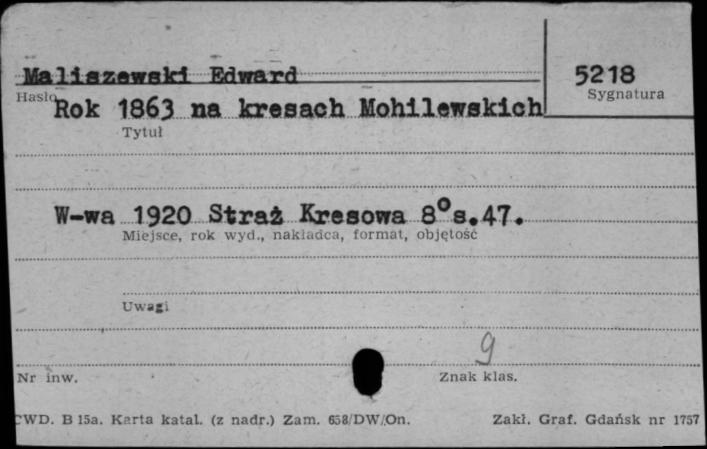 Maliszewski Edward
5218
Hasło
Sygnatura
Rok 1863 na kresach Mohilewskich
Tytuł
W-wa 1920 Straż Kresowa 8° s.47.
Miejsce, rok wyd., nakładca, format, objętość
Uwagi
9
Nr inw.
Znak klas.
CWD. B 15a. Karta katal. (z nadr.) Zam. 658/DW/On.
Zakł. Graf. Gdańsk nr 1757